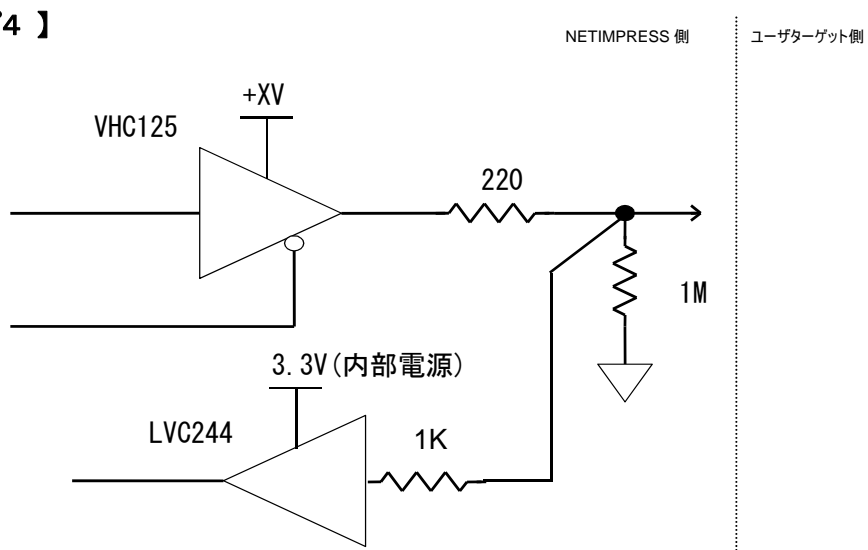 4 】
NETIMPRESS 側
ユーザターゲット側
+XV
VHC125
220
1M
3.3V(内部電源)
LVC244
1K